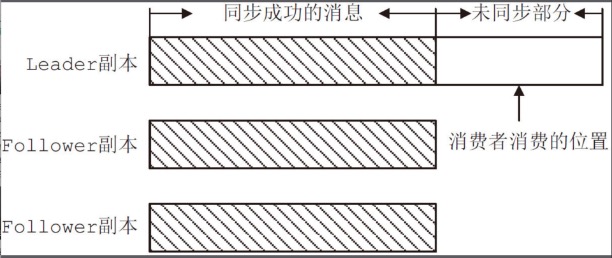 同步成功的消息 未同步部分
Leader副本
消费者消费的位置
Follower副本
Follower副本